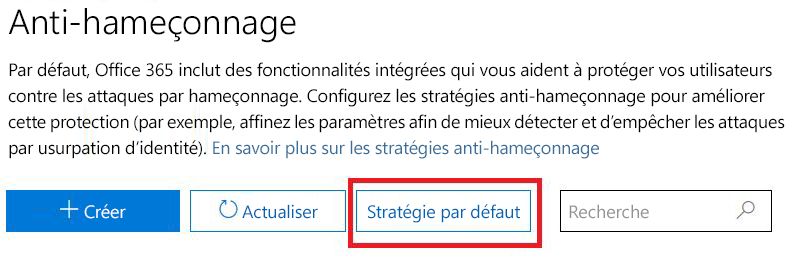 Anti-hameçonnage
Par défaut, Office 365 inclut des fonctionnalités intégrées qui vous aident à protéger vos utilisateurs
contre les attaques par hameçonnage. Configurez les stratégies anti-hameçonnage pour améliorer
cette protection (par exemple, affinez les paramètres afin de mieux détecter et d’empêcher les attaques
par usurpation d’identité). En savoir plus sur les stratégies anti-hameçonnage
+ Créer Actualiser Stratégie par défaut Recherche